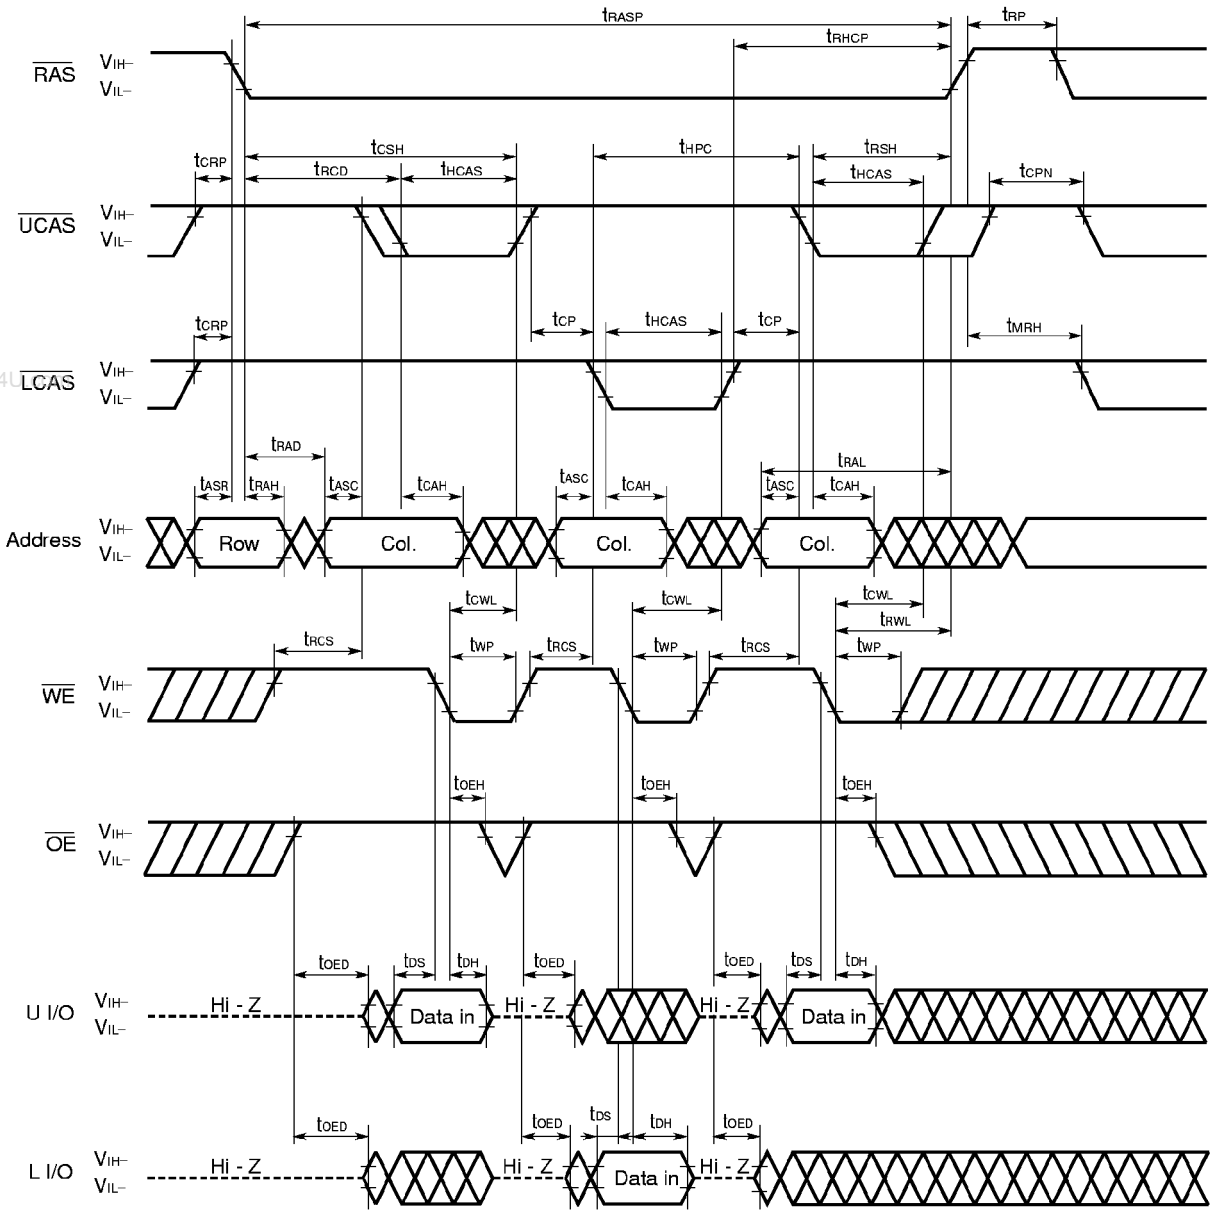 tRASP
tRP
tRHCP
RAS VIH–
VIL–
tCSH
tHPC
tRSH
tCRP
tRCD
tHCAS
tHCAS
tCPN
UCAS VIH–
VIL–
tCRP
tCP
tHCAS
tCP
tMRH
LCAS VIH–
VIL–
tRAD
tRAL
tASR
tRAH
tASC
tCAH
tASC
tCAH
tASC
tCAH
Address VIH–
VIL–
Row
Col.
Col.
Col.
tCWL
tCWL
tCWL
tRWL
tRCS
tWP
tRCS
tWP
tRCS
tWP
WE VIH–
VIL–
tOEH
tOEH
tOEH
OE VIH–
VIL–
tOED
tDS
tDH
tOED
tOED
tDS
tDH
U I/O VIH–
VIL–
Hi - Z
Data in
Hi - Z
Hi - Z
Data in
tOED
tOED
tDS
tDH
tOED
L I/O VIH–
VIL–
Hi - Z
Hi - Z
Data in
Hi - Z